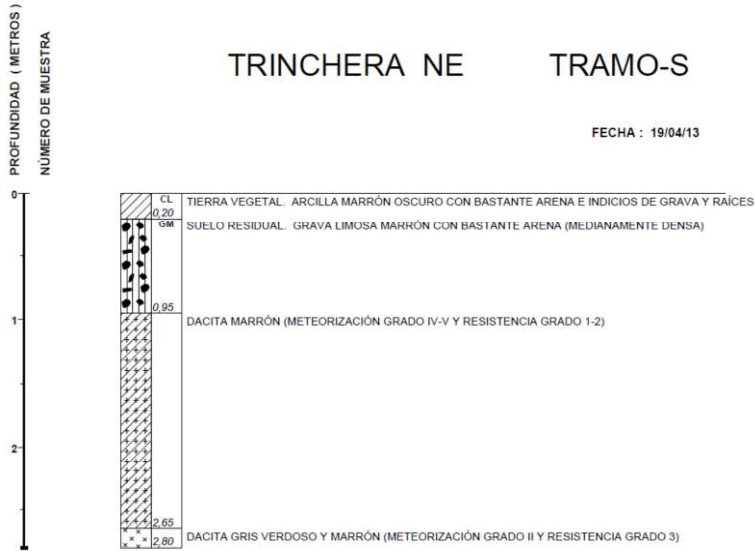 PROFUNDIDAD ( METROS )
NÚMERO DE MUESTRA
TRINCHERA NE TRAMO-S
FECHA : 19/04/13
0
CL TIERRA VEGETAL. ARCILLA MARRÓN OSCURO CON BASTANTE ARENA E INDICIOS DE GRAVA Y RAÍCES
0,20
GM SUELO RESIDUAL. GRAVA LIMOSA MARRÓN CON BASTANTE ARENA (MEDIANAMENTE DENSA)
0,95
1 DACITA MARRÓN (METEORIZACIÓN GRADO IV-V Y RESISTENCIA GRADO 1-2)
2
2,65
DACITA GRIS VERDOSO Y MARRÓN (METEORIZACIÓN GRADO II Y RESISTENCIA GRADO 3)
2,80